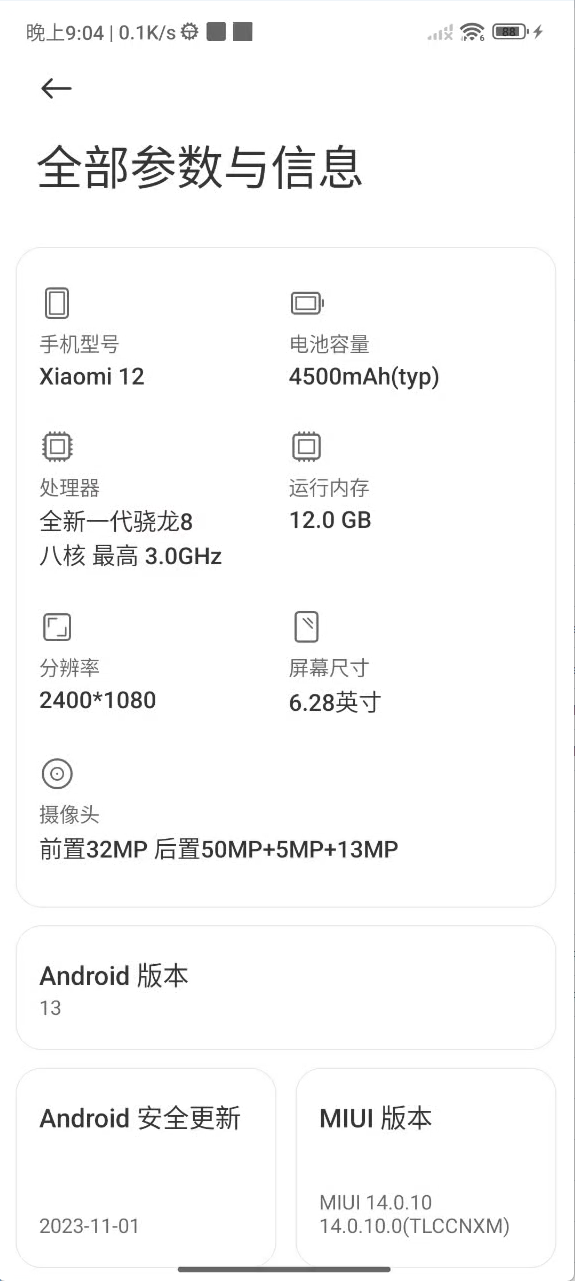 晚上9:04 | 0.1K/s
6
88
全部参数与信息
手机型号
Xiaomi 12
电池容量
4500mAh(typ)
处理器
全新一代骁龙8
八核 最高 3.0GHz
运行内存
12.0 GB
分辨率
2400*1080
屏幕尺寸
6.28英寸
摄像头
前置32MP 后置50MP+5MP+13MP
Android 版本
13
Android 安全更新
2023-11-01
MIUI 版本
MIUI 14.0.10
14.0.10.0(TLCCNXM)